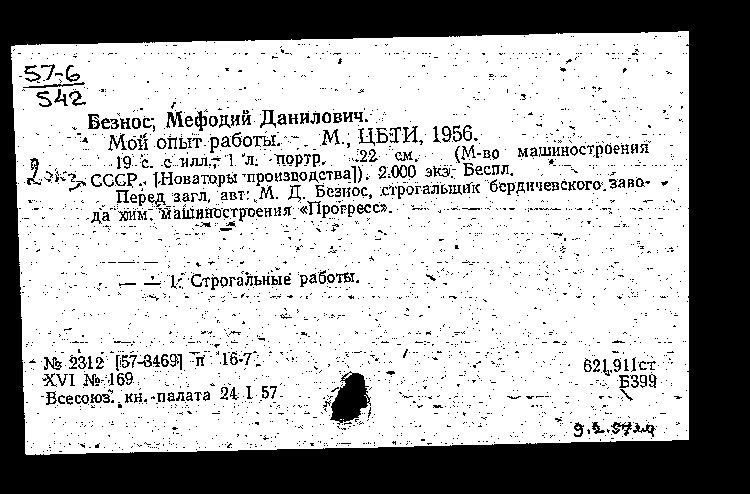 57-6
542
Безнос, Мефодий Данилович.
Мой опыт работы. М., ЦБТИ, 1956.
19 с. с илл., 1 л. портр. 22 см. (М-во машиностроения
2 экз. СССР. [Новаторы производства]). 2.000 экз. Беспл.
Перед загл. авт: М. Д. Безнос, строгальщик бердичевского заво-
да хим. машиностроения «Прогресс».
— — 1. Строгальные работы.
№ 2312 [57-3469] п 16-7
621.911ст
XVI № 169
Б399
Всесоюз. кн. палата 24 I 57